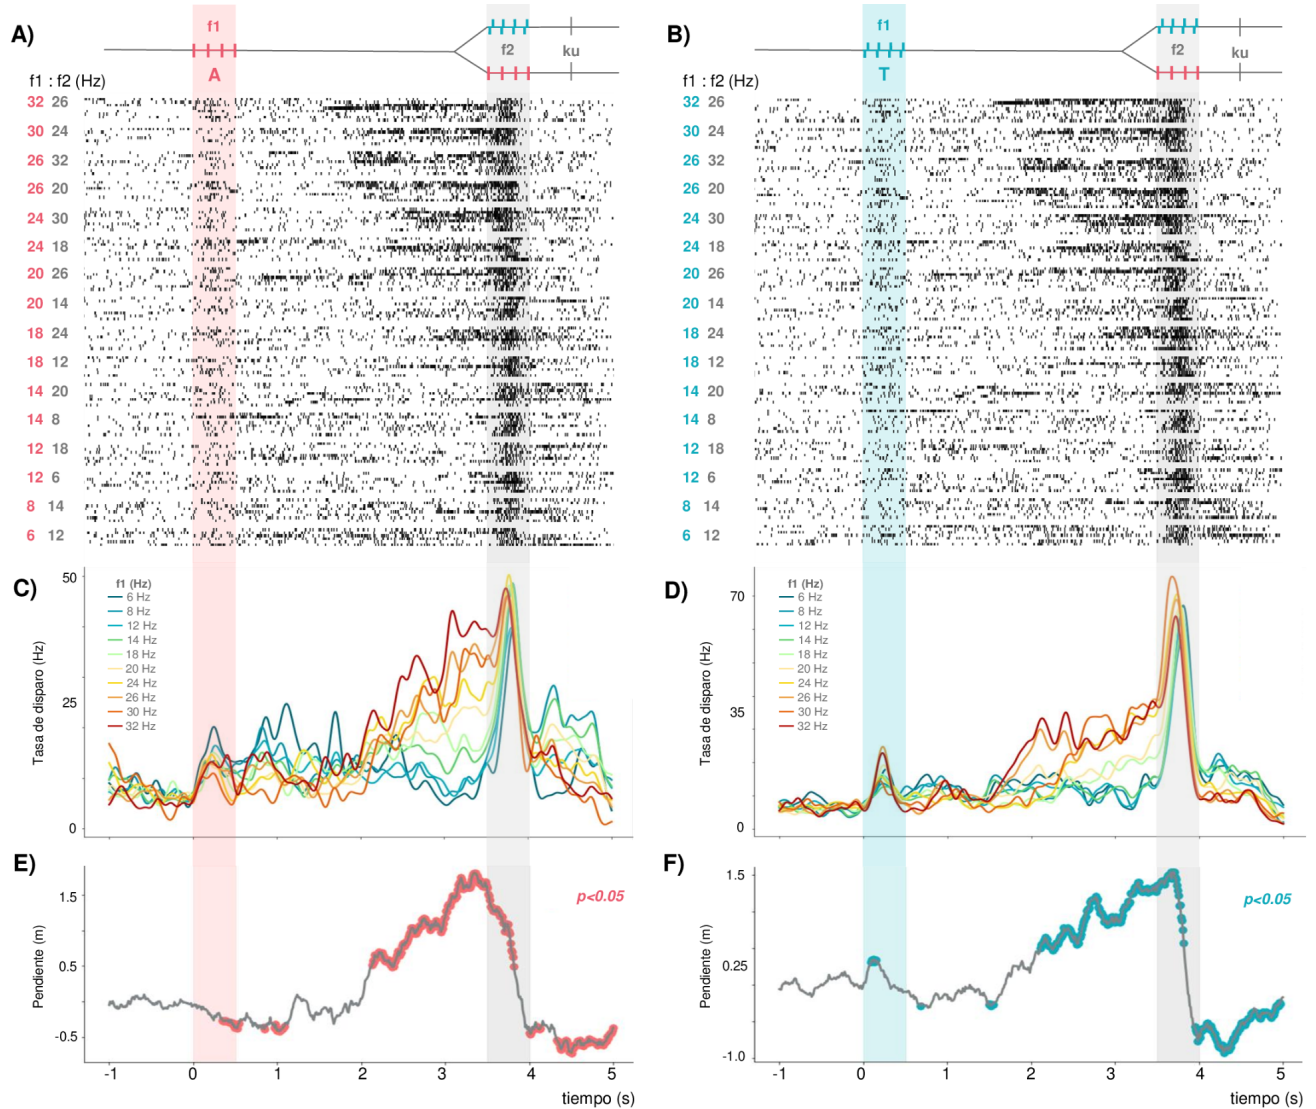 A)
f1
A
f2
ku
f1 : f2 (Hz)
32 26
30 24
26 32
26 20
24 30
24 18
20 26
20 14
18 24
18 12
14 20
14 8
12 18
12 6
8 14
6 12
B)
f1
T
f2
ku
f1 : f2 (Hz)
32 26
30 24
26 32
26 20
24 30
24 18
20 26
20 14
18 24
18 12
14 20
14 8
12 18
12 6
8 14
6 12
C)
50
25
0
Tasa de disparo (Hz)
f1 (Hz)
6 Hz
8 Hz
12 Hz
14 Hz
18 Hz
20 Hz
24 Hz
26 Hz
30 Hz
32 Hz
D)
70
35
0
Tasa de disparo (Hz)
f1 (Hz)
6 Hz
8 Hz
12 Hz
14 Hz
18 Hz
20 Hz
24 Hz
26 Hz
30 Hz
32 Hz
E)
1.5
0.5
-0.5
Pendiente (m)
p<0.05
-1 0 1 2 3 4 5
tiempo (s)
F)
1.5
0.25
-1.0
Pendiente (m)
p<0.05
-1 0 1 2 3 4 5
tiempo (s)